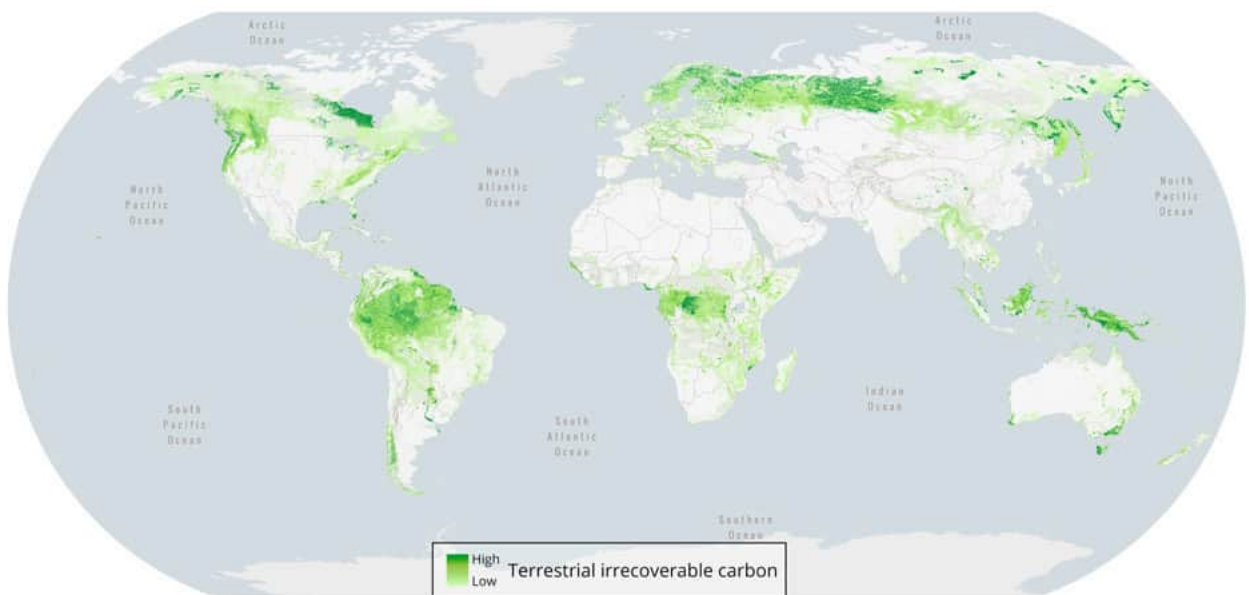 Arctic
Ocean
Arctic
Ocean
North
Pacific
Ocean
North
Atlantic
Ocean
North
Pacific
Ocean
South
Pacific
Ocean
South
Atlantic
Ocean
Indian
Ocean
Southern
Ocean
High
Low
Terrestrial irrecoverable carbon